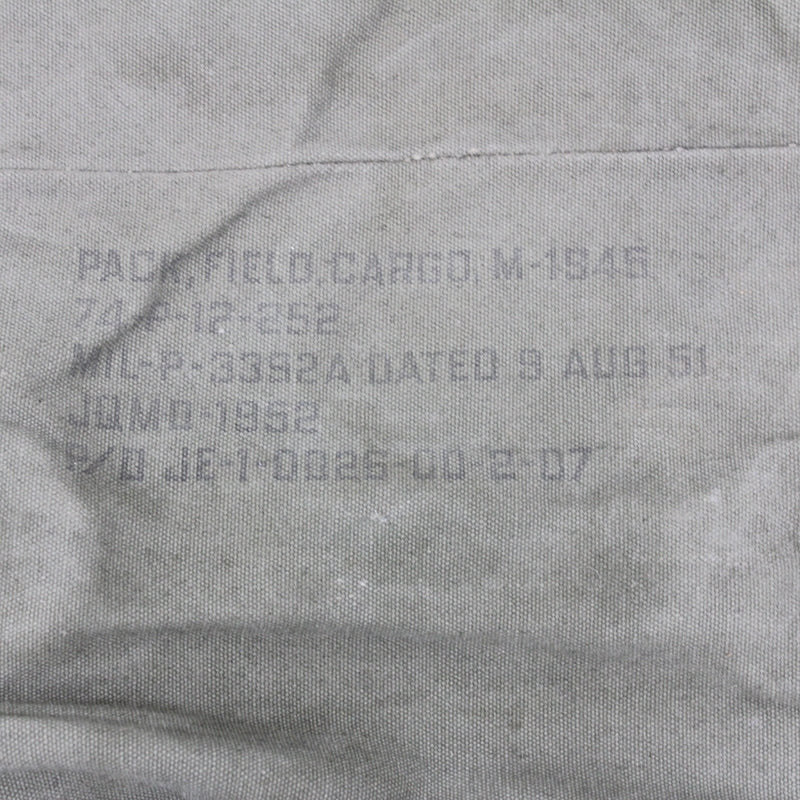 PACK, FIELD, CARGO, M-1945
74-P-12-252
MIL-P-3392A DATED 9 AUG 51
JQMD-1952
P/O JE-1-0026-00-2-07